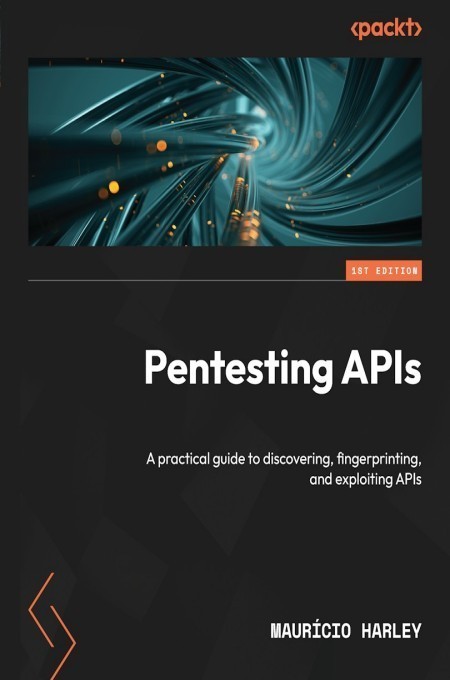 <packt>
1ST EDITION
Pentesting APIs
A practical guide to discovering, fingerprinting,
and exploiting APIs
MAURÍCIO HARLEY